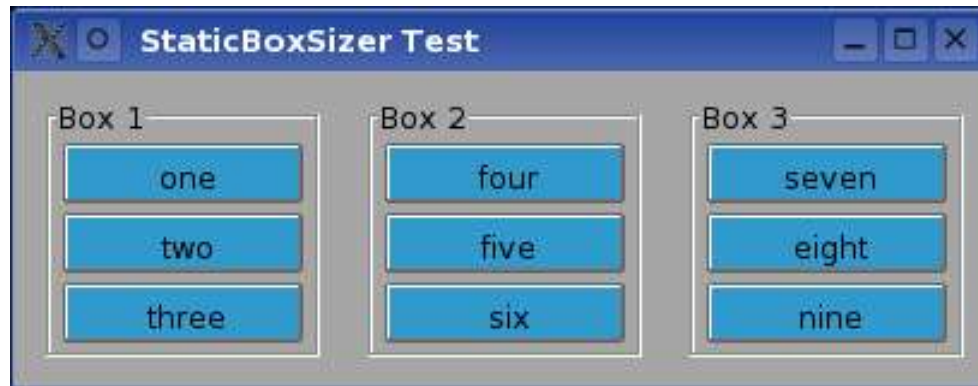 StaticBoxSizer Test
Box 1
one
two
three
Box 2
four
five
six
Box 3
seven
eight
nine